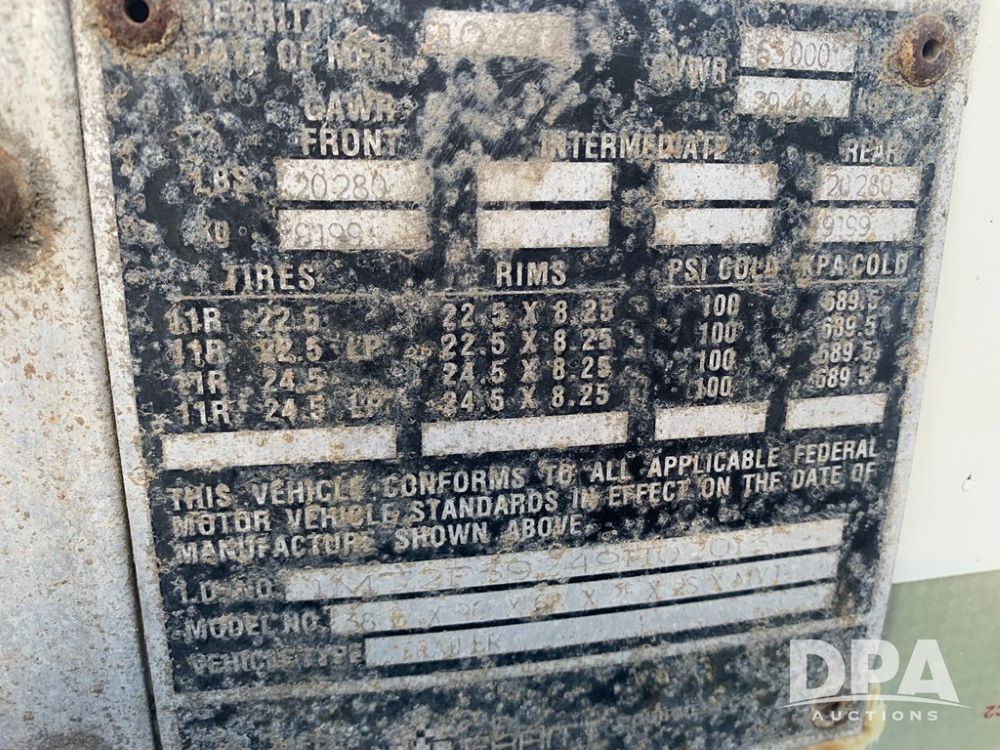 MERRITT
DATE OF MFR. GVWR 65000
GAWR
FRONT INTERMEDIATE REAR
LBS 20280 20280
KG 9199 9199
TIRES RIMS PSI COLD KPA COLD
11R 22.5 22.5 X 8.25 100 689.5
11R 22.5 LP 22.5 X 8.25 100 689.5
11R 24.5 24.5 X 8.25 100 689.5
11R 24.5 LP 24.5 X 8.25 100 689.5
THIS VEHICLE CONFORMS TO ALL APPLICABLE FEDERAL
MOTOR VEHICLE STANDARDS IN EFFECT ON THE DATE OF
MANUFACTURE SHOWN ABOVE.
I.D. NO.
MODEL NO.
VEHICLE TYPE TRAILER
DPA
AUCTIONS